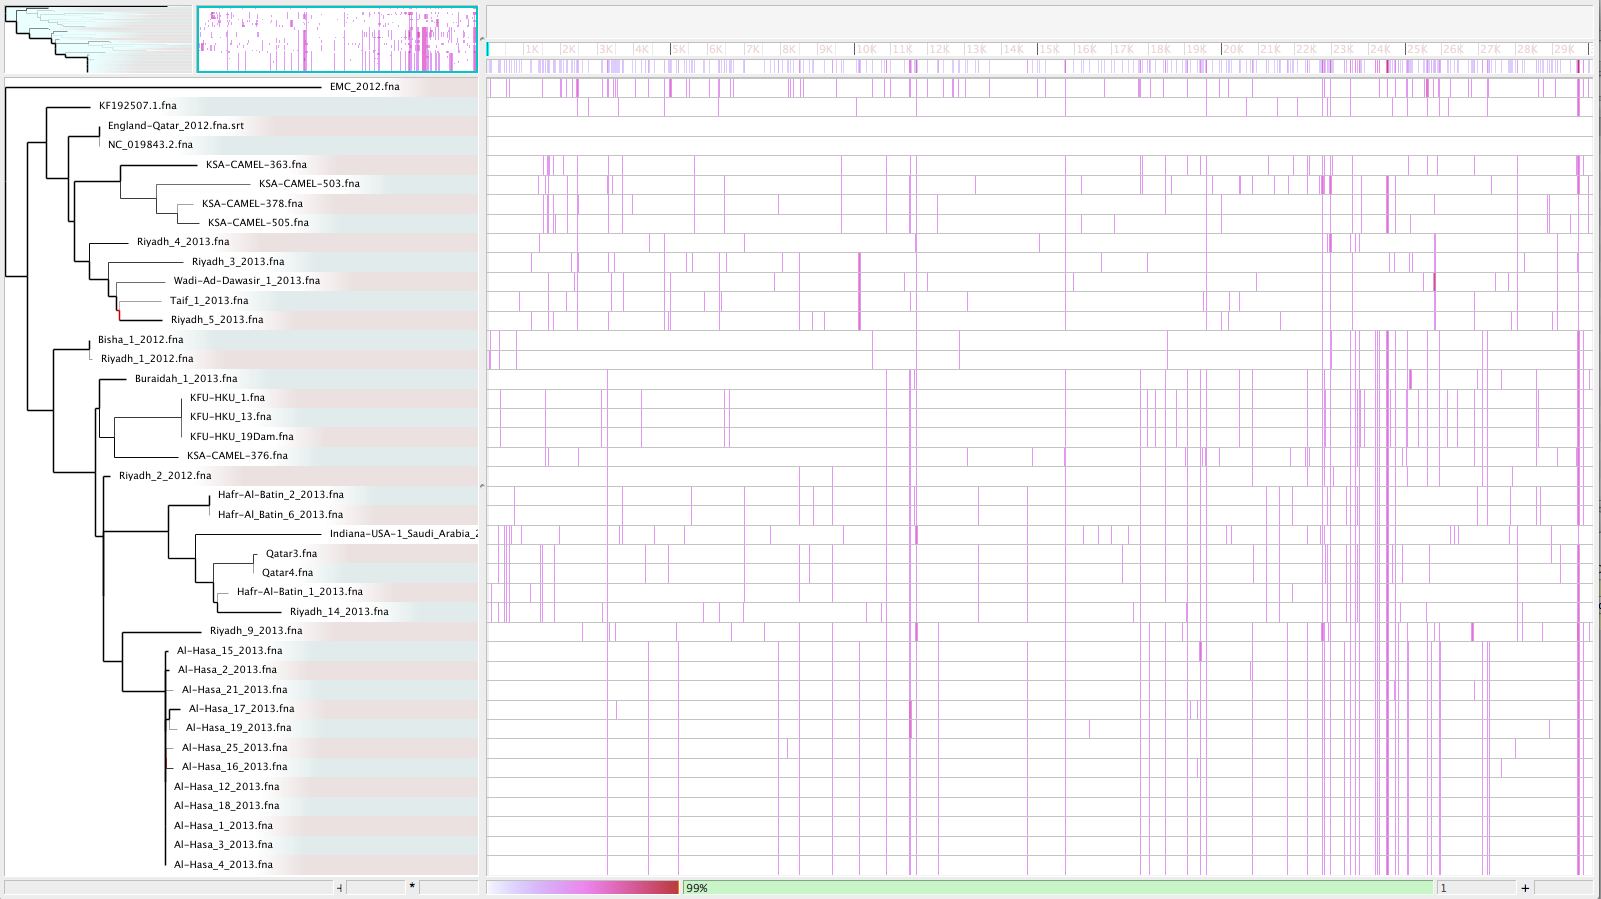 1K 2K 3K 4K 5K 6K 7K 8K 9K 10K 11K 12K 13K 14K 15K 16K 17K 18K 19K 20K 21K 22K 23K 24K 25K 26K 27K 28K 29K
EMC_2012.fna
KF192507.1.fna
England-Qatar_2012.fna.srt
NC_019843.2.fna
KSA-CAMEL-363.fna
KSA-CAMEL-503.fna
KSA-CAMEL-378.fna
KSA-CAMEL-505.fna
Riyadh_4_2013.fna
Riyadh_3_2013.fna
Wadi-Ad-Dawasir_1_2013.fna
Taif_1_2013.fna
Riyadh_5_2013.fna
Bisha_1_2012.fna
Riyadh_1_2012.fna
Buraidah_1_2013.fna
KFU-HKU_1.fna
KFU-HKU_13.fna
KFU-HKU_19Dam.fna
KSA-CAMEL-376.fna
Riyadh_2_2012.fna
Hafr-Al-Batin_2_2013.fna
Hafr-Al_Batin_6_2013.fna
Indiana-USA-1_Saudi_Arabia_2
Qatar3.fna
Qatar4.fna
Hafr-Al-Batin_1_2013.fna
Riyadh_14_2013.fna
Riyadh_9_2013.fna
Al-Hasa_15_2013.fna
Al-Hasa_2_2013.fna
Al-Hasa_21_2013.fna
Al-Hasa_17_2013.fna
Al-Hasa_19_2013.fna
Al-Hasa_25_2013.fna
Al-Hasa_16_2013.fna
Al-Hasa_12_2013.fna
Al-Hasa_18_2013.fna
Al-Hasa_1_2013.fna
Al-Hasa_3_2013.fna
Al-Hasa_4_2013.fna
* 99% 1 +